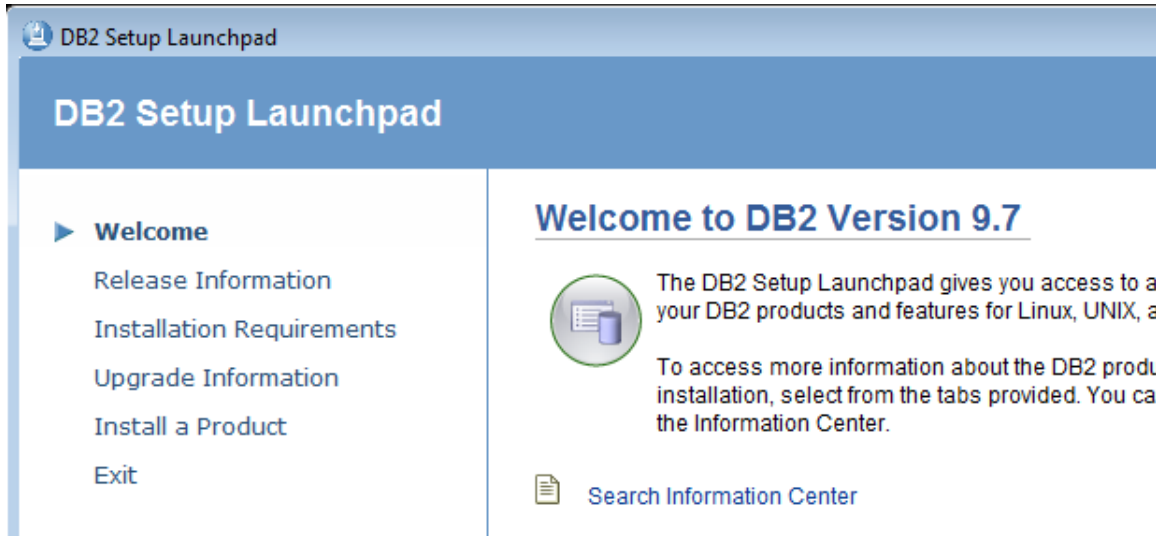 DB2 Setup Launchpad
DB2 Setup Launchpad
Welcome
Release Information
Installation Requirements
Upgrade Information
Install a Product
Exit
Welcome to DB2 Version 9.7
The DB2 Setup Launchpad gives you access to a
your DB2 products and features for Linux, UNIX, a
To access more information about the DB2 produ
installation, select from the tabs provided. You ca
the Information Center.
Search Information Center